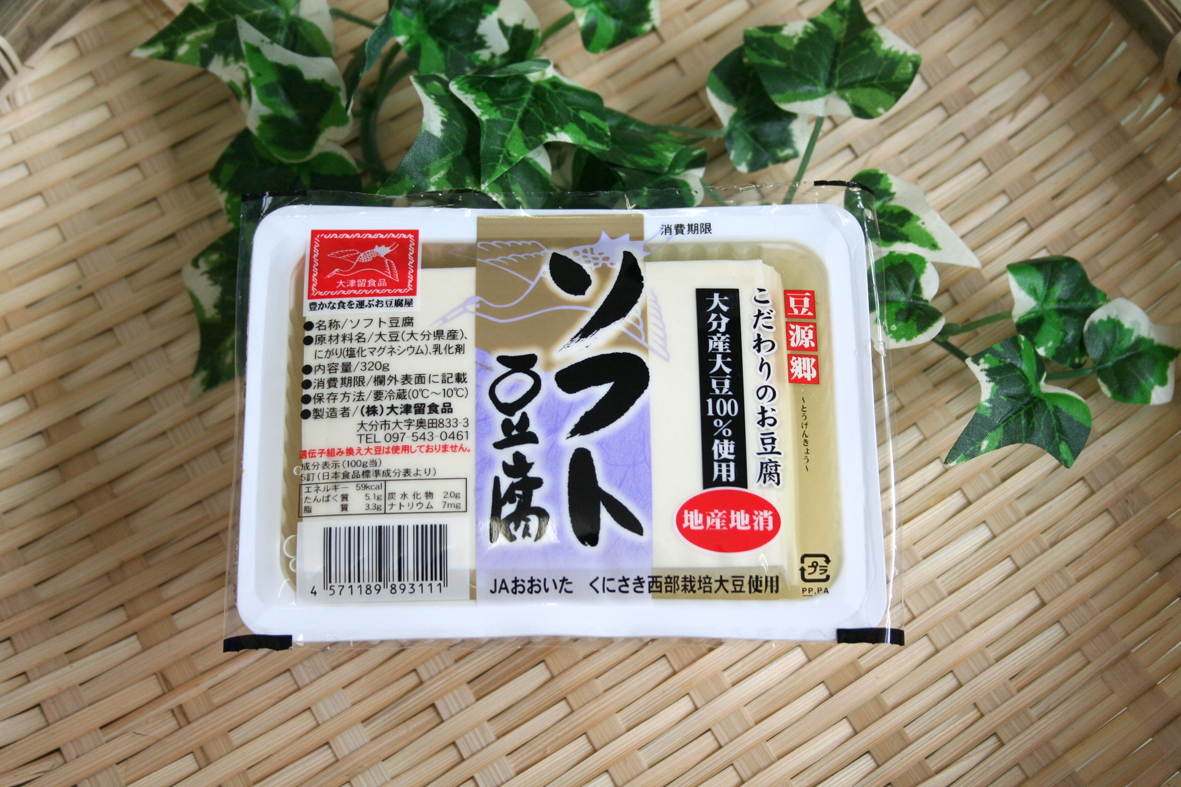 大津留食品
豊かな食を運ぶお豆腐屋
●名称/ソフト豆腐
●原材料名/大豆(大分県産)、
にがり(塩化マグネシウム)、乳化剤
●内容量/320g
●消費期限/欄外表面に記載
●保存方法/要冷蔵(0℃〜10℃)
●製造者/(株)大津留食品
大分市大字奥田833-3
TEL 097-543-0461
遺伝子組み換え大豆は使用しておりません。
成分表示(100g当)
5訂(日本食品標準成分表より)
エネルギー 59kcal
たんぱく質 5.1g
脂質 3.3g
炭水化物 2.0g
ナトリウム 7mg
4 571189 893111
ソフト
豆腐
消費期限
豆源郷
〜とうげんきょう〜
こだわりのお豆腐
大分産大豆100%使用
地産地消
JAおおいた くにさき西部栽培大豆使用
プラ
PP,PA